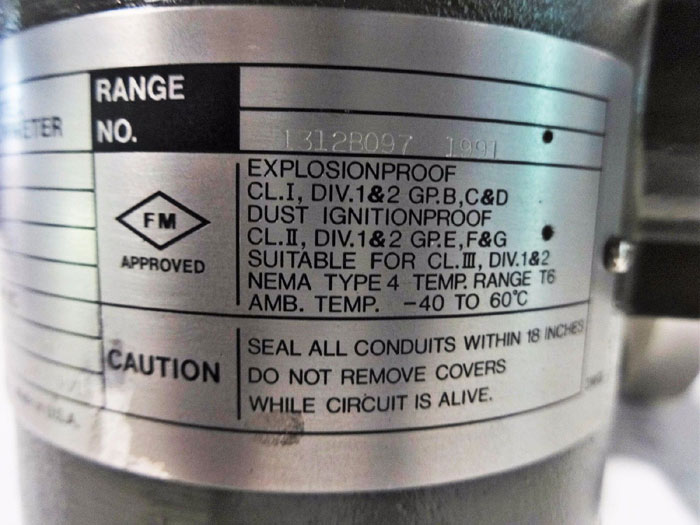 RANGE
NO. 1312B097 1991
FM
APPROVED
EXPLOSIONPROOF
CL.I, DIV.1&2 GP.B,C&D
DUST IGNITIONPROOF
CL.II, DIV.1&2 GP.E,F&G
SUITABLE FOR CL.III, DIV.1&2
NEMA TYPE 4 TEMP. RANGE T6
AMB. TEMP. -40 TO 60°C
CAUTION
SEAL ALL CONDUITS WITHIN 18 INCHES
DO NOT REMOVE COVERS
WHILE CIRCUIT IS ALIVE.